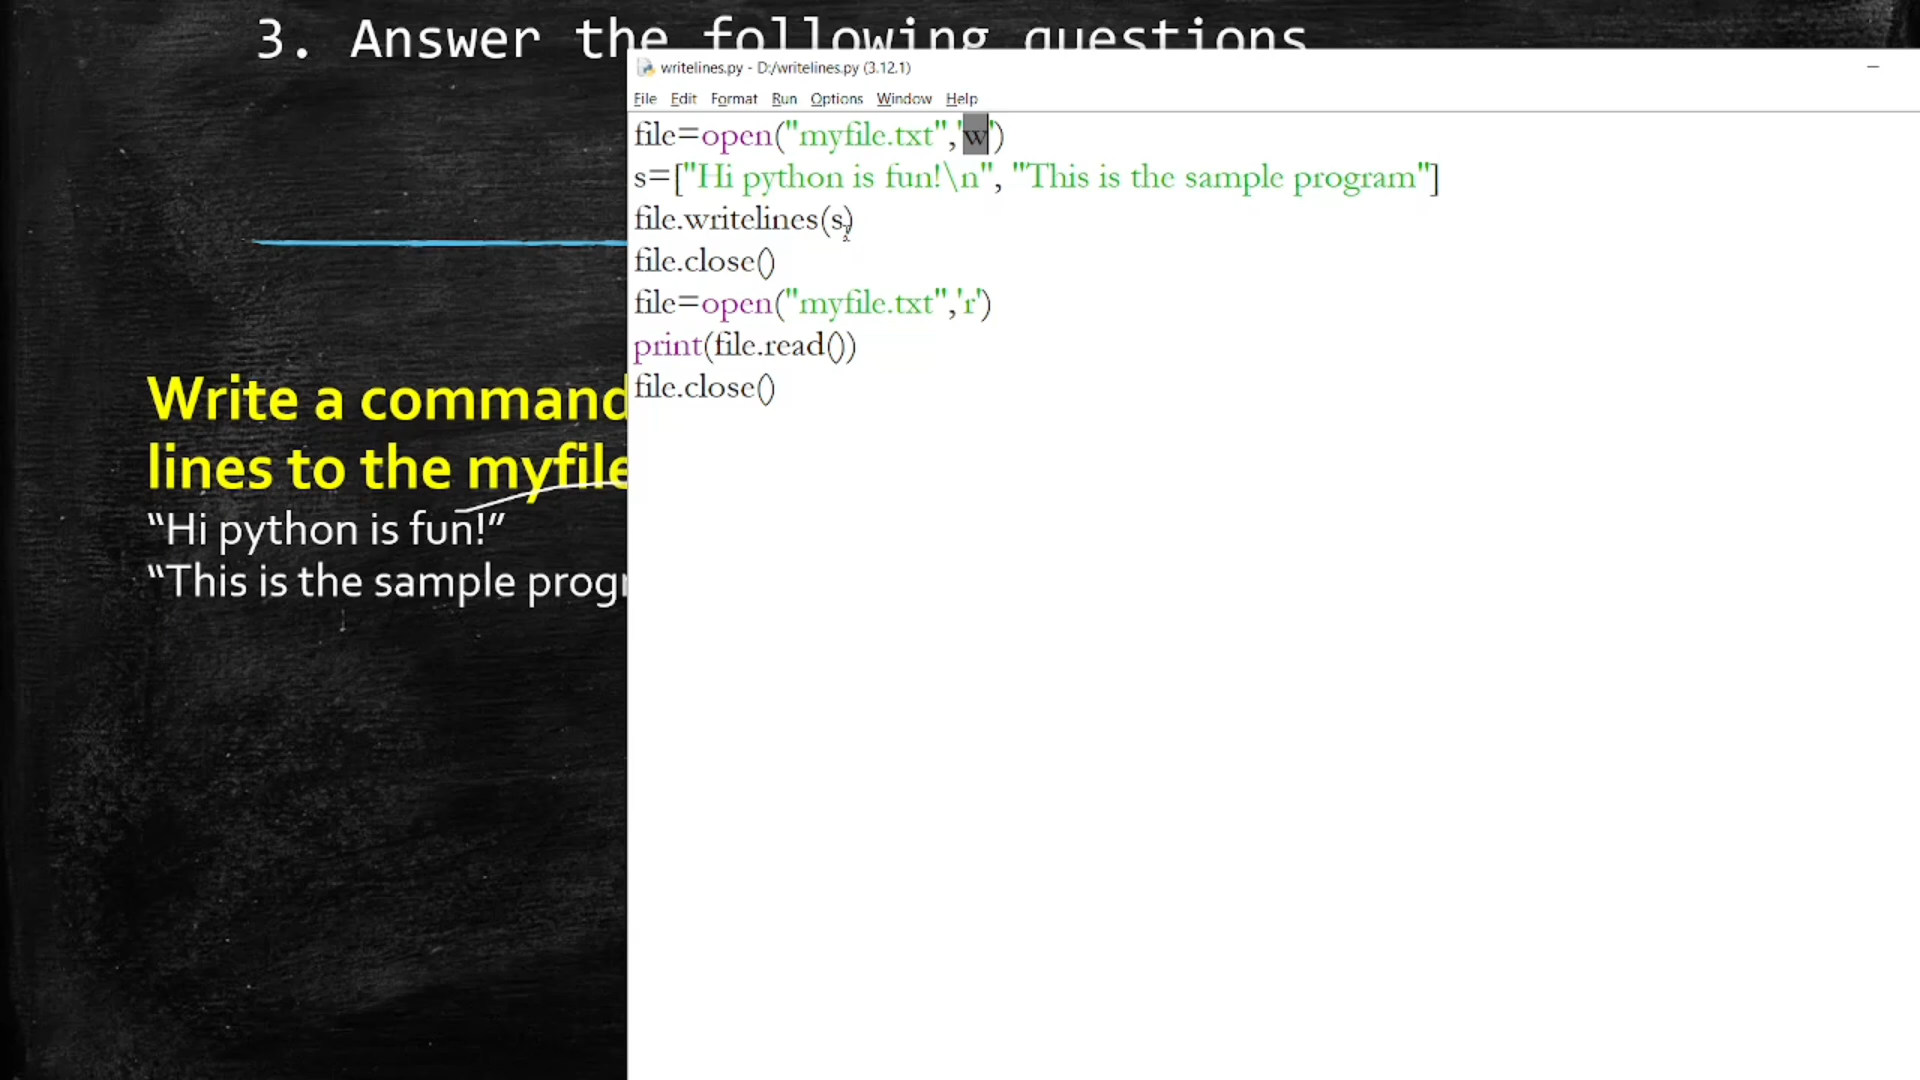 3. Answer the following questions
writelines.py - D:/writelines.py (3.12.1)
File Edit Format Run Options Window Help
file=open("myfile.txt",'w')
s=["Hi python is fun!\n", "This is the sample program"]
file.writelines(s)
file.close()
file=open("myfile.txt",'r')
print(file.read())
file.close()
Write a command
lines to the myfile
“Hi python is fun!”
“This is the sample progr